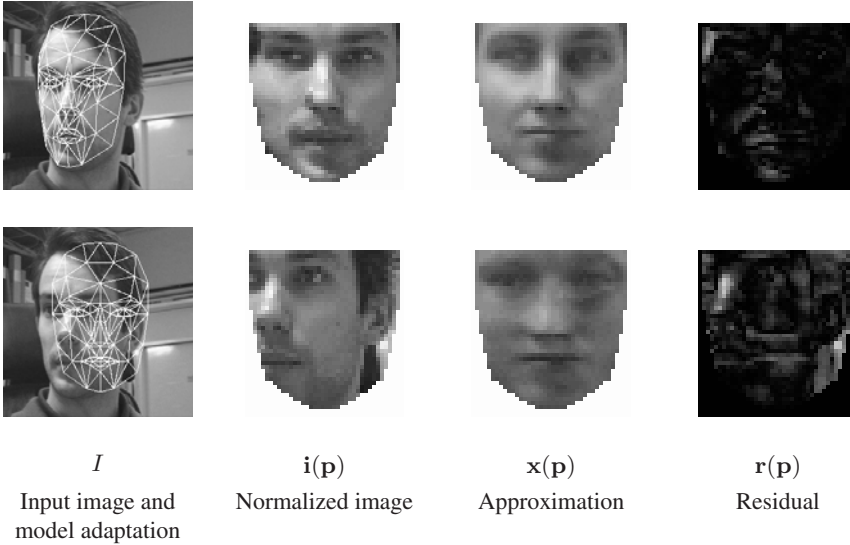 I
i(p)
x(p)
r(p)
Input image and
model adaptation
Normalized image
Approximation
Residual